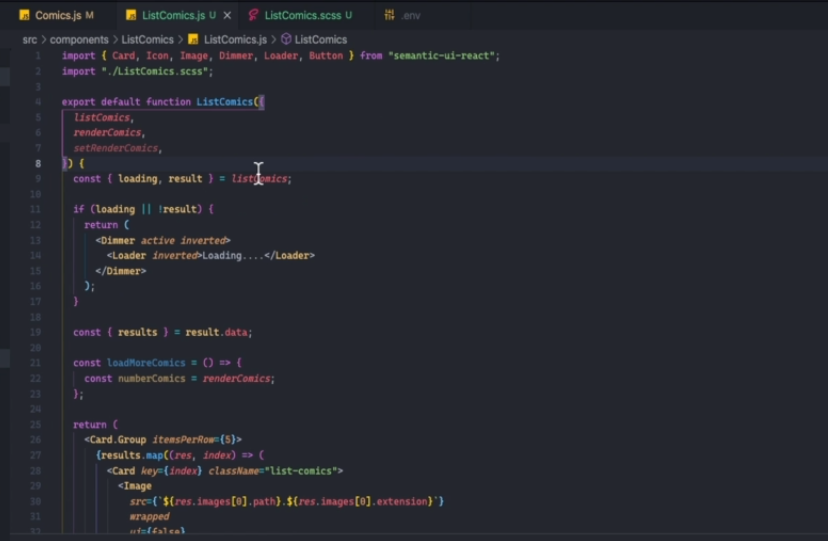 Comics.js M
ListComics.js U
ListComics.scss U
.env
src > components > ListComics > ListComics.js > ListComics
1 import { Card, Icon, Image, Dimmer, Loader, Button } from "semantic-ui-react";
2 import "./ListComics.scss";
3
4 export default function ListComics({
5 listComics,
6 renderComics,
7 setRenderComics,
8 }) {
9 const { loading, result } = listComics;
10
11 if (loading || !result) {
12 return (
13 <Dimmer active inverted>
14 <Loader inverted>Loading....</Loader>
15 </Dimmer>
16 );
17 }
18
19 const { results } = result.data;
20
21 const loadMoreComics = () => {
22 const numberComics = renderComics;
23 };
24
25 return (
26 <Card.Group itemsPerRow={5}>
27 {results.map((res, index) => (
28 <Card key={index} className="list-comics">
29 <Image
30 src={`${res.images[0].path}.${res.images[0].extension}`}
31 wrapped
32 ui={false}